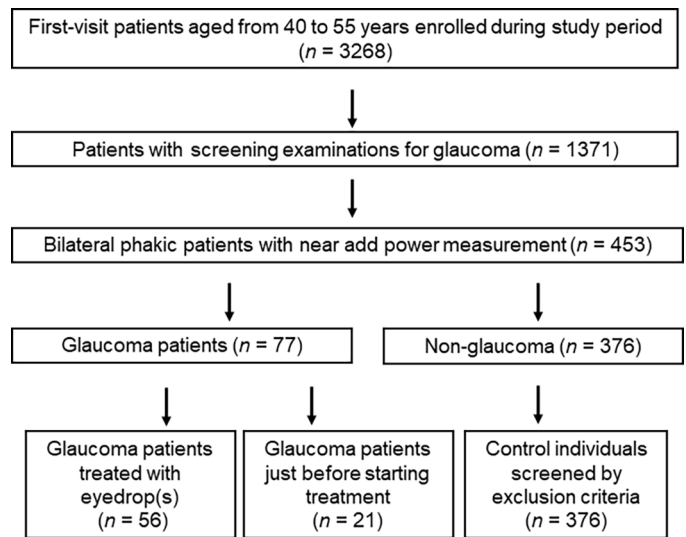 First-visit patients aged from 40 to 55 years enrolled during study period
(n = 3268)
Patients with screening examinations for glaucoma (n = 1371)
Bilateral phakic patients with near add power measurement (n = 453)
Glaucoma patients (n = 77)
Non-glaucoma (n = 376)
Glaucoma patients
treated with
eyedrop(s)
(n = 56)
Glaucoma patients
just before starting
treatment
(n = 21)
Control individuals
screened by
exclusion criteria
(n = 376)